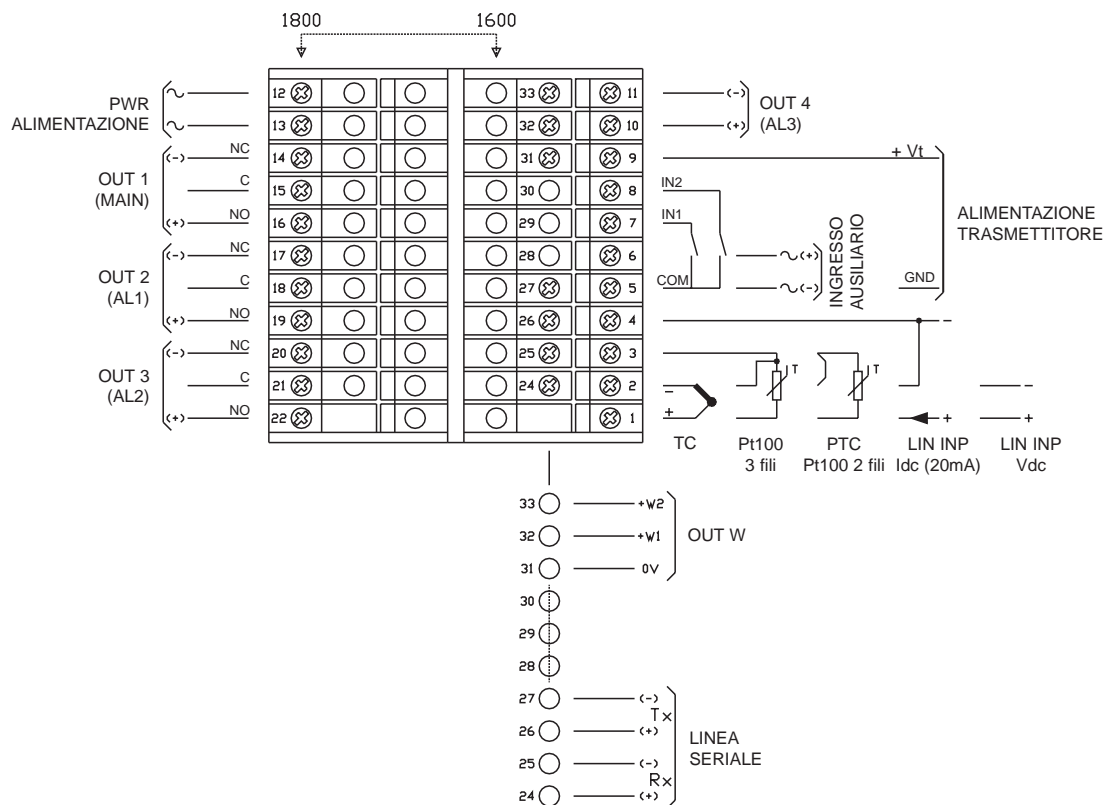 1800 1600
PWR
ALIMENTAZIONE
OUT 1
(MAIN)
OUT 2
(AL1)
OUT 3
(AL2)
(-) NC
C
(+) NO
(-) NC
C
(+) NO
(-) NC
C
(+) NO
12 33 11
13 32 10
14 31 9
15 30 8
16 29 7
17 28 6
18 27 5
19 26 4
20 25 3
21 24 2
22 1
(-)
(+)
OUT 4
(AL3)
+ Vt
IN2
IN1
COM
(+)
(-)
INGRESSO
AUSILIARIO
GND
ALIMENTAZIONE
TRASMETTITORE
-
T T
- -
+ + +
TC
Pt100
3 fili
PTC
Pt100 2 fili
LIN INP
Idc (20mA)
LIN INP
Vdc
33 +W2
32 +W1
31 0V
OUT W
30
29
28
27 (-)
Tx
26 (+)
25 (-)
Rx
24 (+)
LINEA
SERIALE